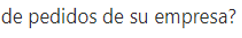 de pedidos de su empresa?